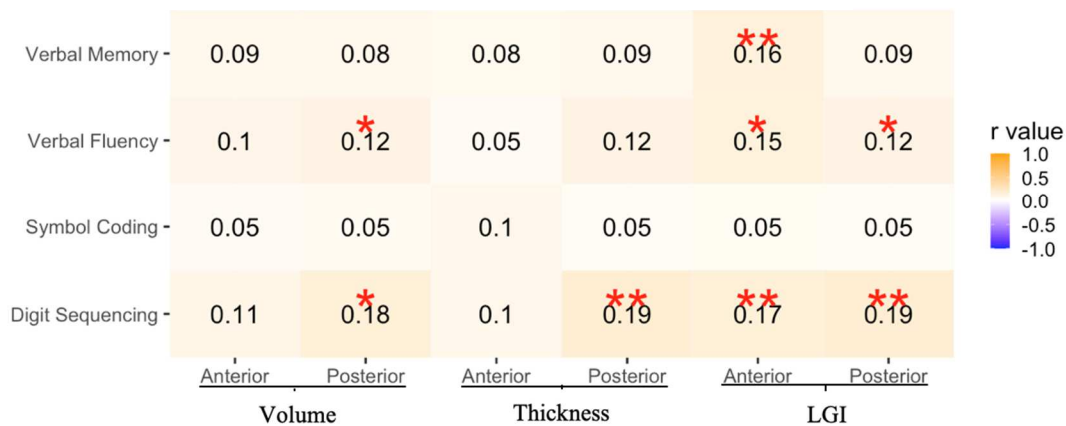 Verbal Memory 0.09 0.08 0.08 0.09 ** 0.16 0.09
Verbal Fluency 0.1 * 0.12 0.05 0.12 * 0.15 * 0.12
Symbol Coding 0.05 0.05 0.1 0.05 0.05 0.05
Digit Sequencing 0.11 * 0.18 0.1 ** 0.19 ** 0.17 ** 0.19
Anterior Posterior Anterior Posterior Anterior Posterior
Volume Thickness LGI
r value
1.0
0.5
0.0
-0.5
-1.0